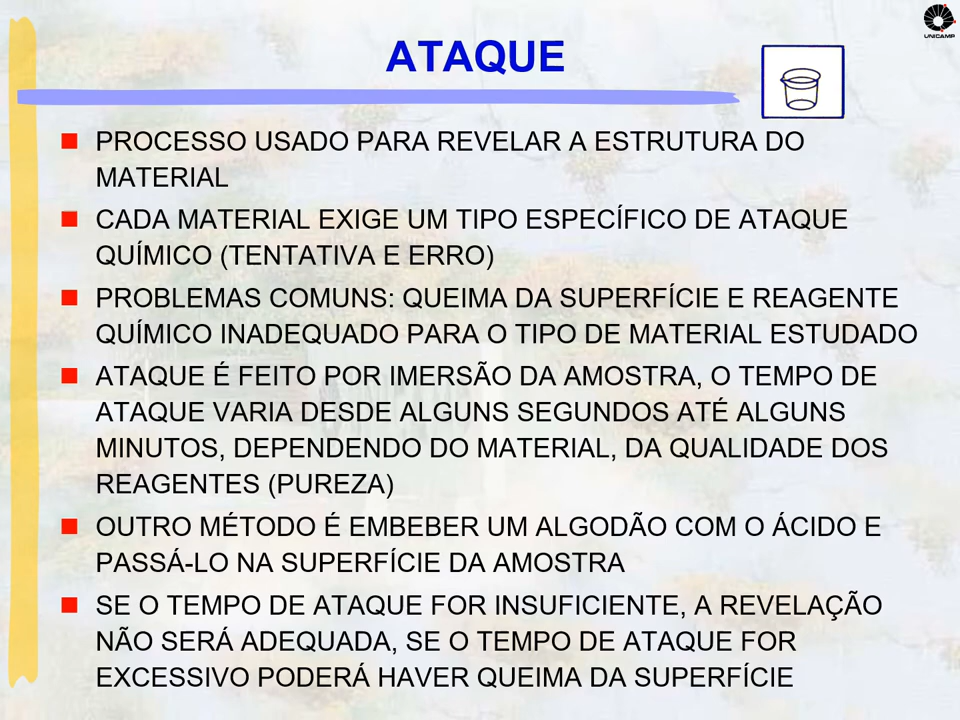 UNICAMP
ATAQUE
PROCESSO USADO PARA REVELAR A ESTRUTURA DO
MATERIAL
CADA MATERIAL EXIGE UM TIPO ESPECÍFICO DE ATAQUE
QUÍMICO (TENTATIVA E ERRO)
PROBLEMAS COMUNS: QUEIMA DA SUPERFÍCIE E REAGENTE
QUÍMICO INADEQUADO PARA O TIPO DE MATERIAL ESTUDADO
ATAQUE É FEITO POR IMERSÃO DA AMOSTRA, O TEMPO DE
ATAQUE VARIA DESDE ALGUNS SEGUNDOS ATÉ ALGUNS
MINUTOS, DEPENDENDO DO MATERIAL, DA QUALIDADE DOS
REAGENTES (PUREZA)
OUTRO MÉTODO É EMBEBER UM ALGODÃO COM O ÁCIDO E
PASSÁ-LO NA SUPERFÍCIE DA AMOSTRA
SE O TEMPO DE ATAQUE FOR INSUFICIENTE, A REVELAÇÃO
NÃO SERÁ ADEQUADA, SE O TEMPO DE ATAQUE FOR
EXCESSIVO PODERÁ HAVER QUEIMA DA SUPERFÍCIE